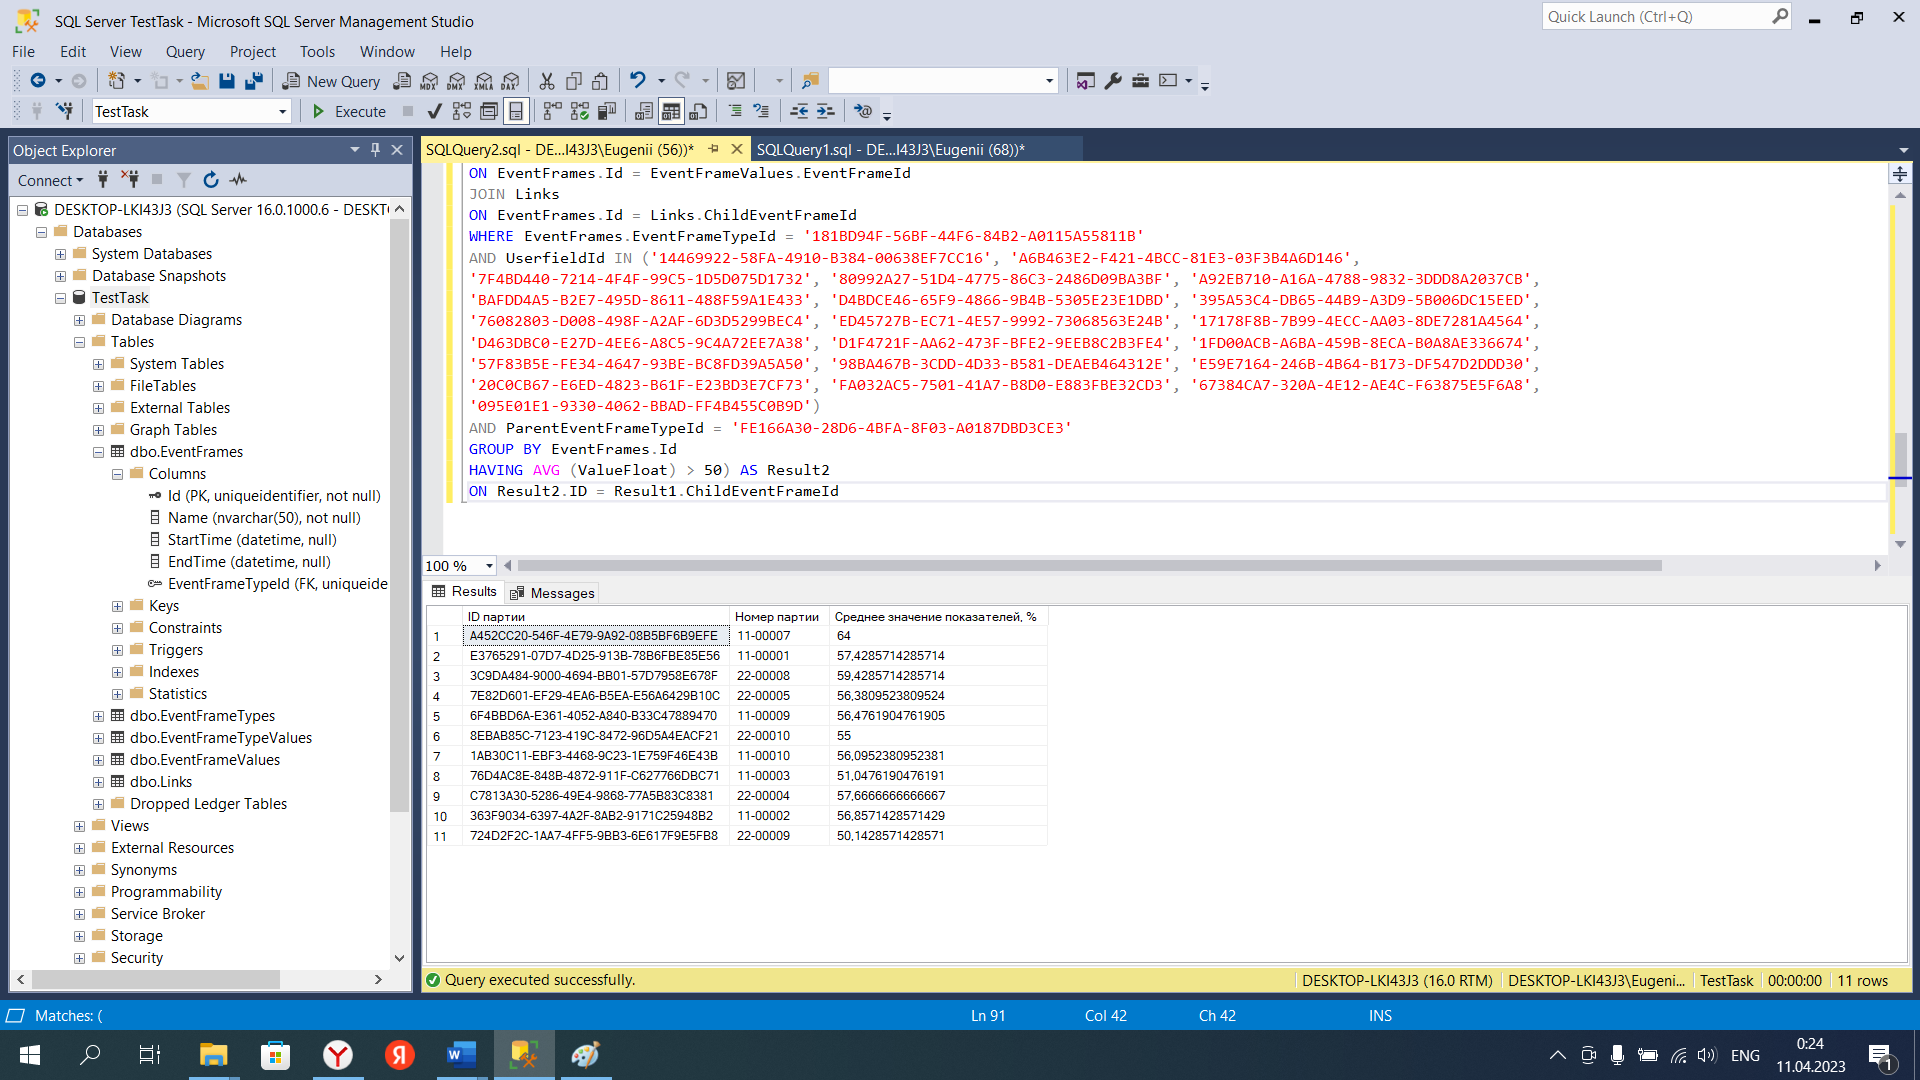 SQL Server TestTask - Microsoft SQL Server Management Studio
Quick Launch (Ctrl+Q)
File Edit View Query Project Tools Window Help
New Query MDX DMX XMLA DAX
TestTask Execute
Object Explorer
Connect
DESKTOP-LKI43J3 (SQL Server 16.0.1000.6 - DESKT
Databases
System Databases
Database Snapshots
TestTask
Database Diagrams
Tables
System Tables
FileTables
External Tables
Graph Tables
dbo.EventFrames
Columns
Id (PK, uniqueidentifier, not null)
Name (nvarchar(50), not null)
StartTime (datetime, null)
EndTime (datetime, null)
EventFrameTypeId (FK, uniqueide
Keys
Constraints
Triggers
Indexes
Statistics
dbo.EventFrameTypes
dbo.EventFrameTypeValues
dbo.EventFrameValues
dbo.Links
Dropped Ledger Tables
Views
External Resources
Synonyms
Programmability
Service Broker
Storage
Security
SQLQuery2.sql - DE...I43J3\Eugenii (56))* SQLQuery1.sql - DE...I43J3\Eugenii (68))*
ON EventFrames.Id = EventFrameValues.EventFrameId
JOIN Links
ON EventFrames.Id = Links.ChildEventFrameId
WHERE EventFrames.EventFrameTypeId = '181BD94F-56BF-44F6-84B2-A0115A55811B'
AND UserfieldId IN ('14469922-58FA-4910-B384-00638EF7CC16', 'A6B463E2-F421-4BCC-81E3-03F3B4A6D146',
'7F4BD440-7214-4F4F-99C5-1D5D075D1732', '80992A27-51D4-4775-86C3-2486D09BA3BF', 'A92EB710-A16A-4788-9832-3DDD8A2037CB',
'BAFDD4A5-B2E7-495D-8611-488F59A1E433', 'D4BDCE46-65F9-4866-9B4B-5305E23E1DBD', '395A53C4-DB65-44B9-A3D9-5B006DC15EED',
'76082803-D008-498F-A2AF-6D3D5299BEC4', 'ED45727B-EC71-4E57-9992-73068563E24B', '17178F8B-7B99-4ECC-AA03-8DE7281A4564',
'D463DBC0-E27D-4EE6-A8C5-9C4A72EE7A38', 'D1F4721F-AA62-473F-BFE2-9EEB8C2B3FE4', '1FD00ACB-A6BA-459B-8ECA-B0A8AE336674',
'57F83B5E-FE34-4647-93BE-BC8FD39A5A50', '98BA467B-3CDD-4D33-B581-DEAEB464312E', 'E59E7164-246B-4B64-B173-DF547D2DDD30',
'20C0CB67-E6ED-4823-B61F-E23BD3E7CF73', 'FA032AC5-7501-41A7-B8D0-E883FBE32CD3', '67384CA7-320A-4E12-AE4C-F63875E5F6A8',
'095E01E1-9330-4062-BBAD-FF4B455C0B9D')
AND ParentEventFrameTypeId = 'FE166A30-28D6-4BFA-8F03-A0187DBD3CE3'
GROUP BY EventFrames.Id
HAVING AVG (ValueFloat) > 50) AS Result2
ON Result2.ID = Result1.ChildEventFrameId
100 %
Results Messages
ID партии Номер партии Среднее значение показателей, %
1 A452CC20-546F-4E79-9A92-08B5BF6B9EFE 11-00007 64
2 E3765291-07D7-4D25-913B-78B6FBE85E56 11-00001 57,4285714285714
3 3C9DA484-9000-4694-BB01-57D7958E678F 22-00008 59,4285714285714
4 7E82D601-EF29-4EA6-B5EA-E56A6429B10C 22-00005 56,3809523809524
5 6F4BBD6A-E361-4052-A840-B33C47889470 11-00009 56,4761904761905
6 8EBAB85C-7123-419C-8472-96D5A4EACF21 22-00010 55
7 1AB30C11-EBF3-4468-9C23-1E759F46E43B 11-00010 56,0952380952381
8 76D4AC8E-848B-4872-911F-C627766DBC71 11-00003 51,0476190476191
9 C7813A30-5286-49E4-9868-77A5B83C8381 22-00004 57,6666666666667
10 363F9034-6397-4A2F-8AB2-9171C25948B2 11-00002 56,8571428571429
11 724D2F2C-1AA7-4FF5-9BB3-6E617F9E5FB8 22-00009 50,1428571428571
Query executed successfully. DESKTOP-LKI43J3 (16.0 RTM) DESKTOP-LKI43J3\Eugeni... TestTask 00:00:00 11 rows
Matches: ( Ln 91 Col 42 Ch 42 INS
ENG 0:24
11.04.2023 1